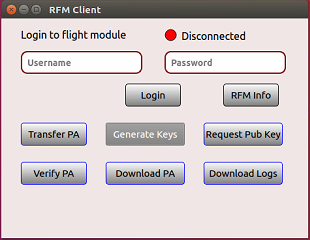 RFM Client
Login to flight module
Disconnected
Username
Password
Login
RFM Info
Transfer PA
Generate Keys
Request Pub Key
Verify PA
Download PA
Download Logs